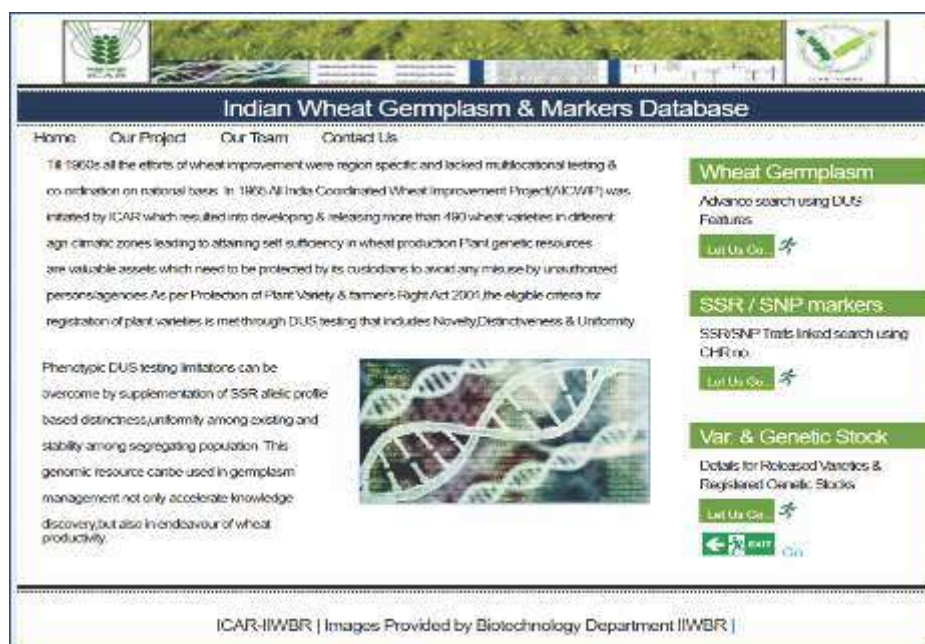 ICAR
Indian Wheat Germplasm & Markers Database
Home Our Project Our Team Contact Us
Till 1960s all the efforts of wheat improvement were region specific and lacked multilocational testing &
co ordination on national basis. In 1965 All India Coordinated Wheat Improvement Project(AICWIP) was
initiated by ICAR which resulted into developing & releasing more than 490 wheat varieties in different
agri climatic zones leading to attaining self sufficiency in wheat production Plant genetic resources
are valuable assets which need to be protected by its custodians to avoid any misuse by unauthorized
persons/agencies.As per Protection of Plant Variety & farmer's Right Act 2001,the eligible criteria for
registration of plant varieties is met through DUS testing that includes Novelty,Distinctiveness & Uniformity
Phenotypic DUS testing limitations can be
overcome by supplementation of SSR allelic profile
based distinctness,uniformity among existing and
stability among segregating population. This
genomic resource canbe used in germplasm
management not only accelerate knowledge
discovery,but also in endeavour of wheat
productivity.
Wheat Germplasm
Advance search using DUS
Features
Let Us Go...
SSR / SNP markers
SSR/SNP Traits linked search using
CHR no.
Let Us Go...
Var. & Genetic Stock
Details for Released Varieties &
Registered Genetic Stocks
Let Us Go...
EXIT Go
ICAR-IIWBR | Images Provided by Biotechnology Department IIWBR |